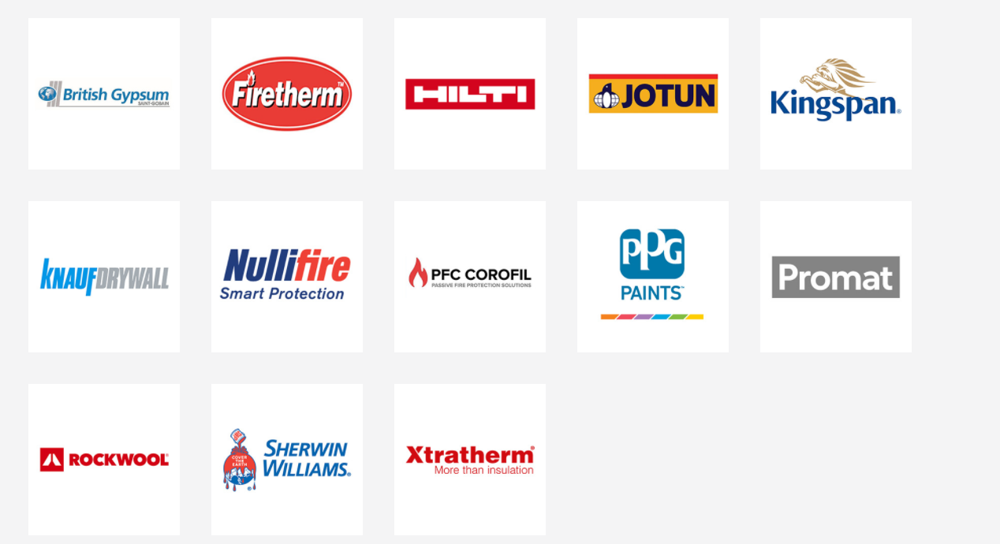 British Gypsum
SAINT-GOBAIN
Firetherm™
HILTI
JOTUN
Kingspan®
KNAUFDRYWALL
Nullifire
Smart Protection
PFC COROFIL
PASSIVE FIRE PROTECTION SOLUTIONS
PPG
PAINTS™
Promat
ROCKWOOL®
SWP
COVER
THE
EARTH
®
SHERWIN
WILLIAMS®
Xtratherm®
More than insulation